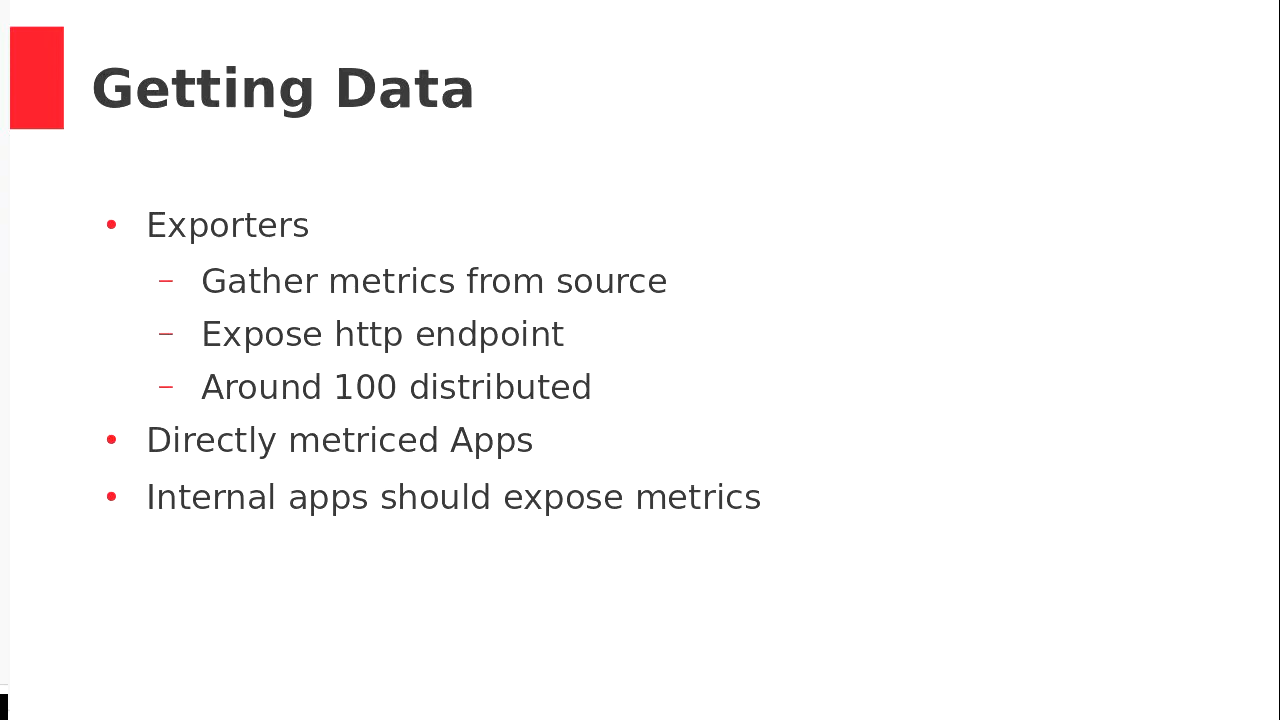 Getting Data
• Exporters
– Gather metrics from source
– Expose http endpoint
– Around 100 distributed
• Directly metriced Apps
• Internal apps should expose metrics